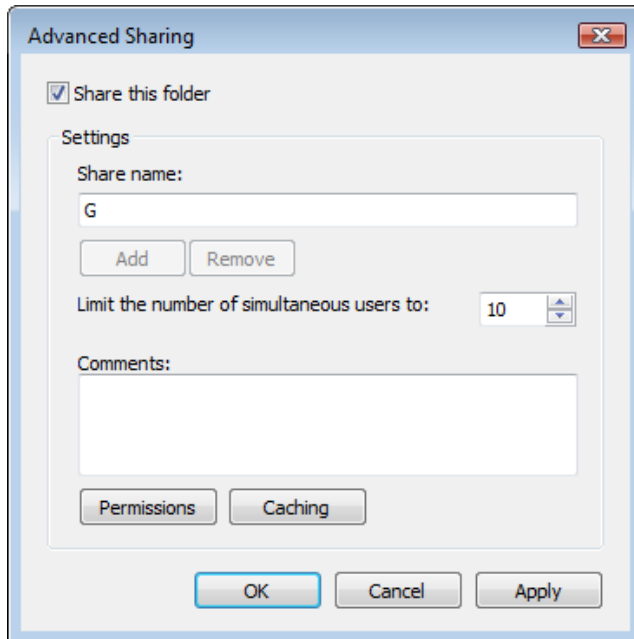 Advanced Sharing
Share this folder
Settings
Share name:
G
Add Remove
Limit the number of simultaneous users to: 10
Comments:
Permissions Caching
OK Cancel Apply